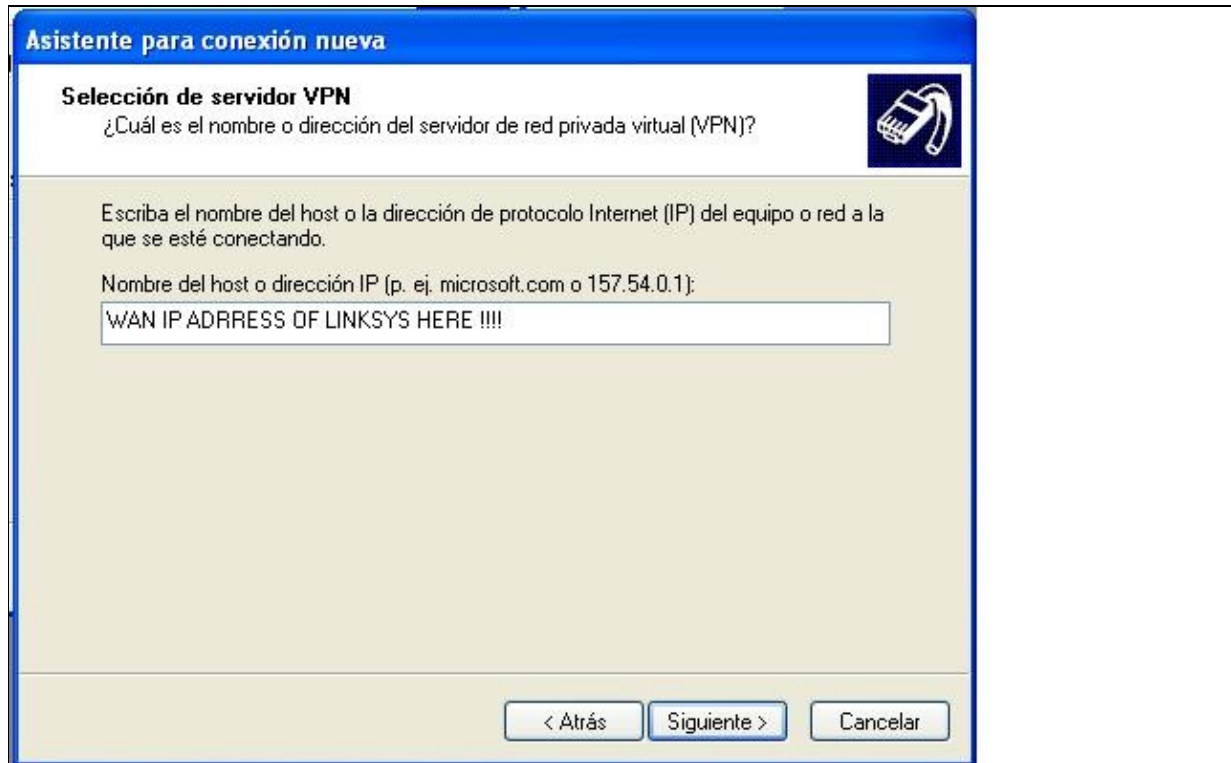 Asistente para conexión nueva
Selección de servidor VPN
¿Cuál es el nombre o dirección del servidor de red privada virtual (VPN)?
Escriba el nombre del host o la dirección de protocolo Internet (IP) del equipo o red a la
que se esté conectando.
Nombre del host o dirección IP (p. ej. microsoft.com o 157.54.0.1):
WAN IP ADRRESS OF LINKSYS HERE !!!!
< Atrás
Siguiente >
Cancelar